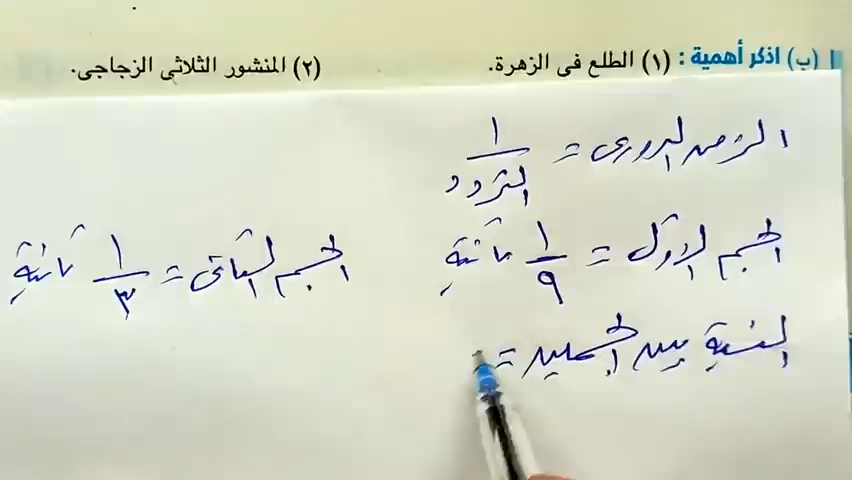 (ب) اذكر أهمية : (١) الطلع فى الزهرة. (٢) المنشور الثلاثى الزجاجى.
الزمن الدورى = ١ / التردد
الجسم الأول = ١ / ٩ ثانية
الجسم الثانى = ١ / ٣ ثانية
النسبة بين الجسمين =